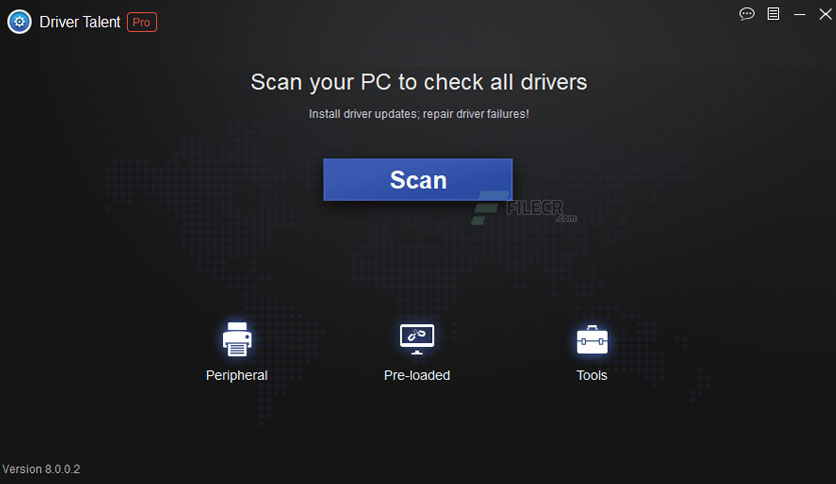 Driver Talent Pro
Scan your PC to check all drivers
Install driver updates; repair driver failures!
Scan
FILECR
.com
Peripheral Pre-loaded Tools
Version 8.0.0.2